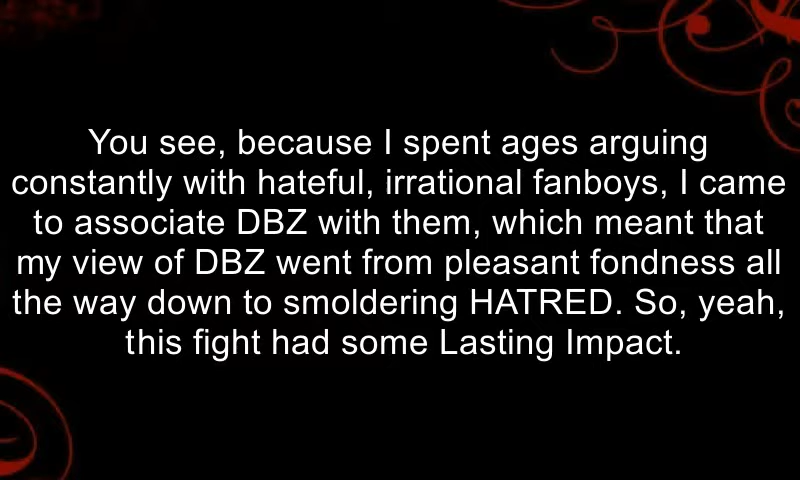 You see, because I spent ages arguing
constantly with hateful, irrational fanboys, I came
to associate DBZ with them, which meant that
my view of DBZ went from pleasant fondness all
the way down to smoldering HATRED. So, yeah,
this fight had some Lasting Impact.